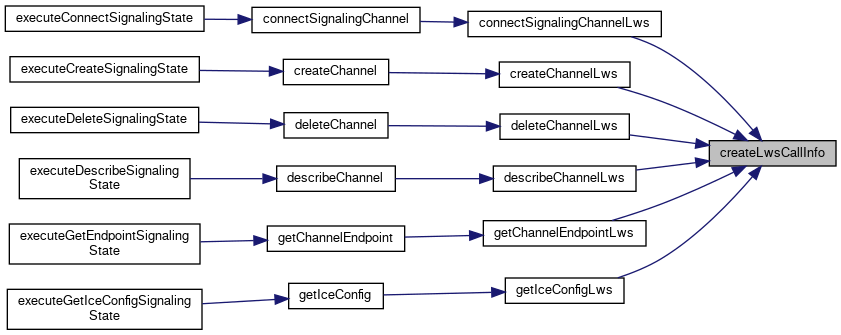 executeConnectSignalingState
connectSignalingChannel
connectSignalingChannelLws
executeCreateSignalingState
createChannel
createChannelLws
executeDeleteSignalingState
deleteChannel
deleteChannelLws
createLwsCallInfo
executeDescribeSignaling
State
describeChannel
describeChannelLws
executeGetEndpointSignaling
State
getChannelEndpoint
getChannelEndpointLws
executeGetIceConfigSignaling
State
getIceConfig
getIceConfigLws